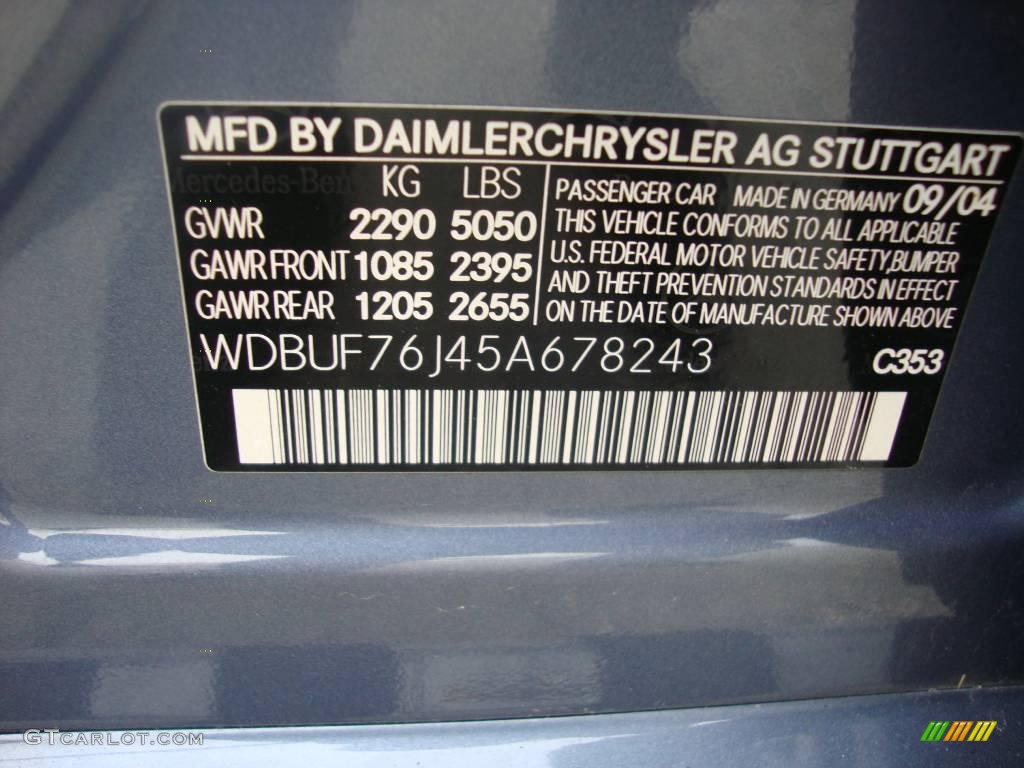 MFD BY DAIMLERCHRYSLER AG STUTTGART
Mercedes-Ben KG LBS
GVWR 2290 5050
GAWR FRONT 1085 2395
GAWR REAR 1205 2655
PASSENGER CAR MADE IN GERMANY 09/04
THIS VEHICLE CONFORMS TO ALL APPLICABLE
U.S. FEDERAL MOTOR VEHICLE SAFETY,BUMPER
AND THEFT PREVENTION STANDARDS IN EFFECT
ON THE DATE OF MANUFACTURE SHOWN ABOVE
WDBUF76J45A678243 C353
GTCARLOT.COM